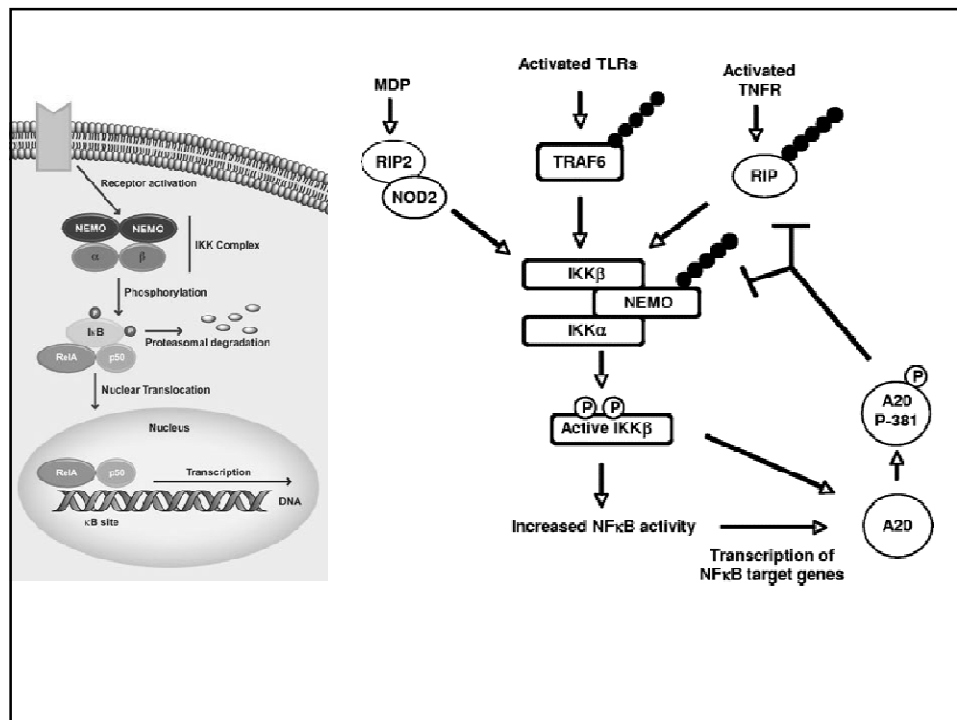 Receptor activation
NEMO NEMO
α β
IKK Complex
Phosphorylation
P
IκB P
RelA p50
Proteasomal degradation
Nuclear Translocation
Nucleus
RelA p50
Transcription
DNA
κB site
MDP
RIP2
NOD2
Activated TLRs
TRAF6
Activated
TNFR
RIP
IKKβ
NEMO
IKKα
P P
Active IKKβ
Increased NFκB activity
Transcription of
NFκB target genes
P
A20
P-381
A20